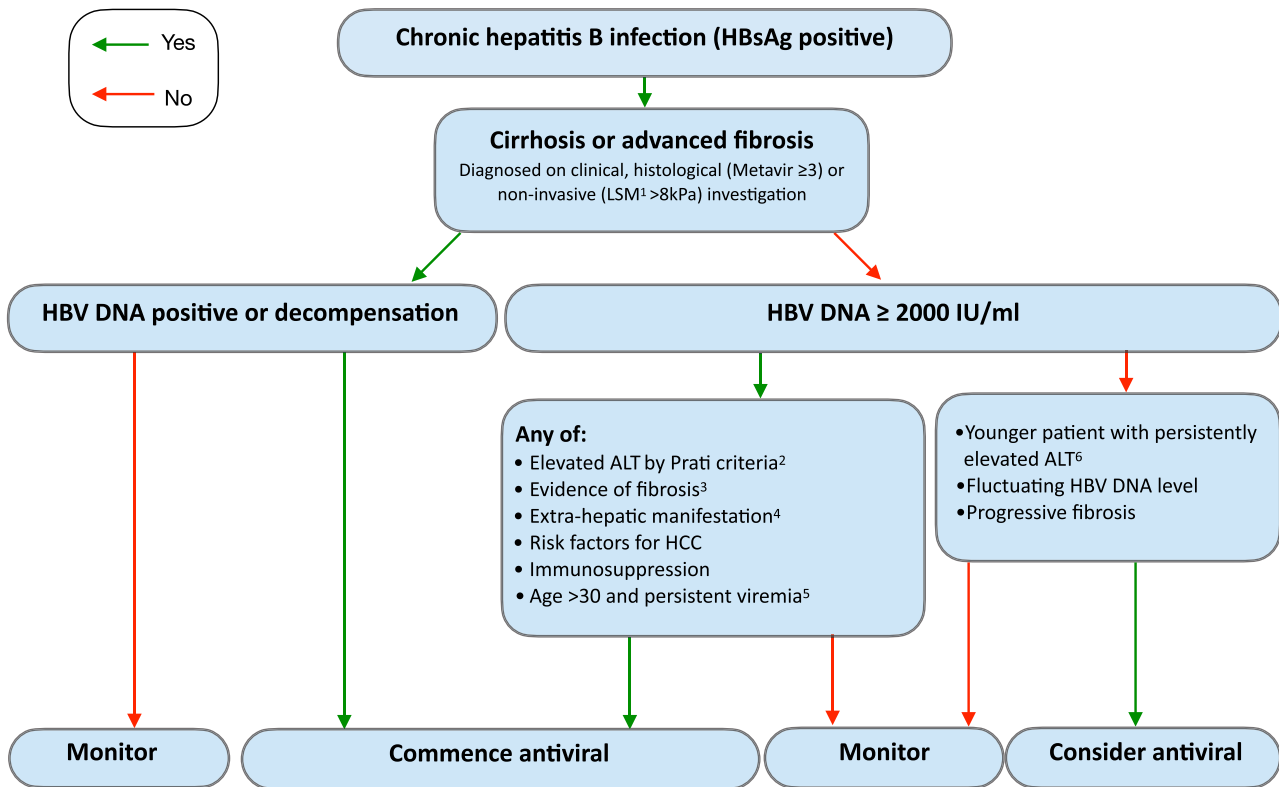 Yes
No
Chronic hepatitis B infection (HBsAg positive)
Cirrhosis or advanced fibrosis
Diagnosed on clinical, histological (Metavir ≥3) or
non-invasive (LSM¹ >8kPa) investigation
HBV DNA positive or decompensation
HBV DNA ≥ 2000 IU/ml
Any of:
• Elevated ALT by Prati criteria²
• Evidence of fibrosis³
• Extra-hepatic manifestation⁴
• Risk factors for HCC
• Immunosuppression
• Age >30 and persistent viremia⁵
•Younger patient with persistently
elevated ALT⁶
•Fluctuating HBV DNA level
•Progressive fibrosis
Monitor
Commence antiviral
Monitor
Consider antiviral